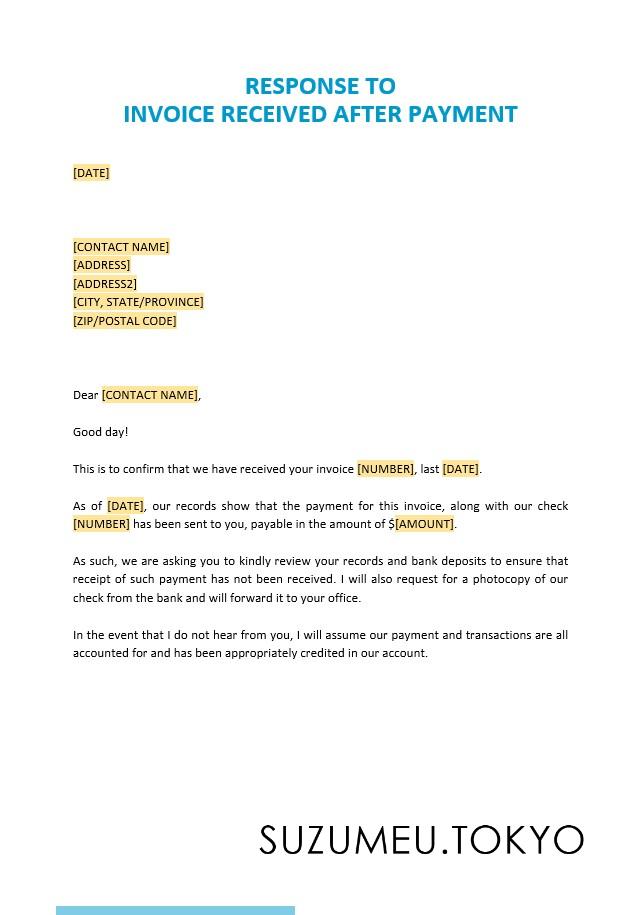 RESPONSE TO
INVOICE RECEIVED AFTER PAYMENT
[DATE]
[CONTACT NAME]
[ADDRESS]
[ADDRESS2]
[CITY, STATE/PROVINCE]
[ZIP/POSTAL CODE]
Dear [CONTACT NAME],
Good day!
This is to confirm that we have received your invoice [NUMBER], last [DATE].
As of [DATE], our records show that the payment for this invoice, along with our check
[NUMBER] has been sent to you, payable in the amount of $[AMOUNT].
As such, we are asking you to kindly review your records and bank deposits to ensure that
receipt of such payment has not been received. I will also request for a photocopy of our
check from the bank and will forward it to your office.
In the event that I do not hear from you, I will assume our payment and transactions are all
accounted for and has been appropriately credited in our account.
SUZUMEU.TOKYO